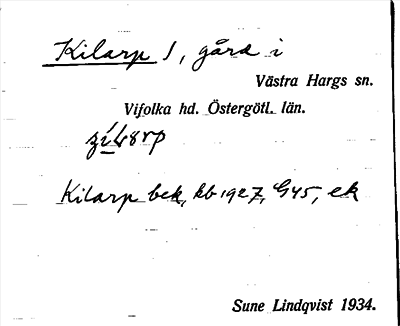 Kilarp 1, gård i
Västra Hargs sn.
Vifolka hd. Östergötl. län.
Kilarp bek, kb 1927, G45, ek
Sune Lindqvist 1934.